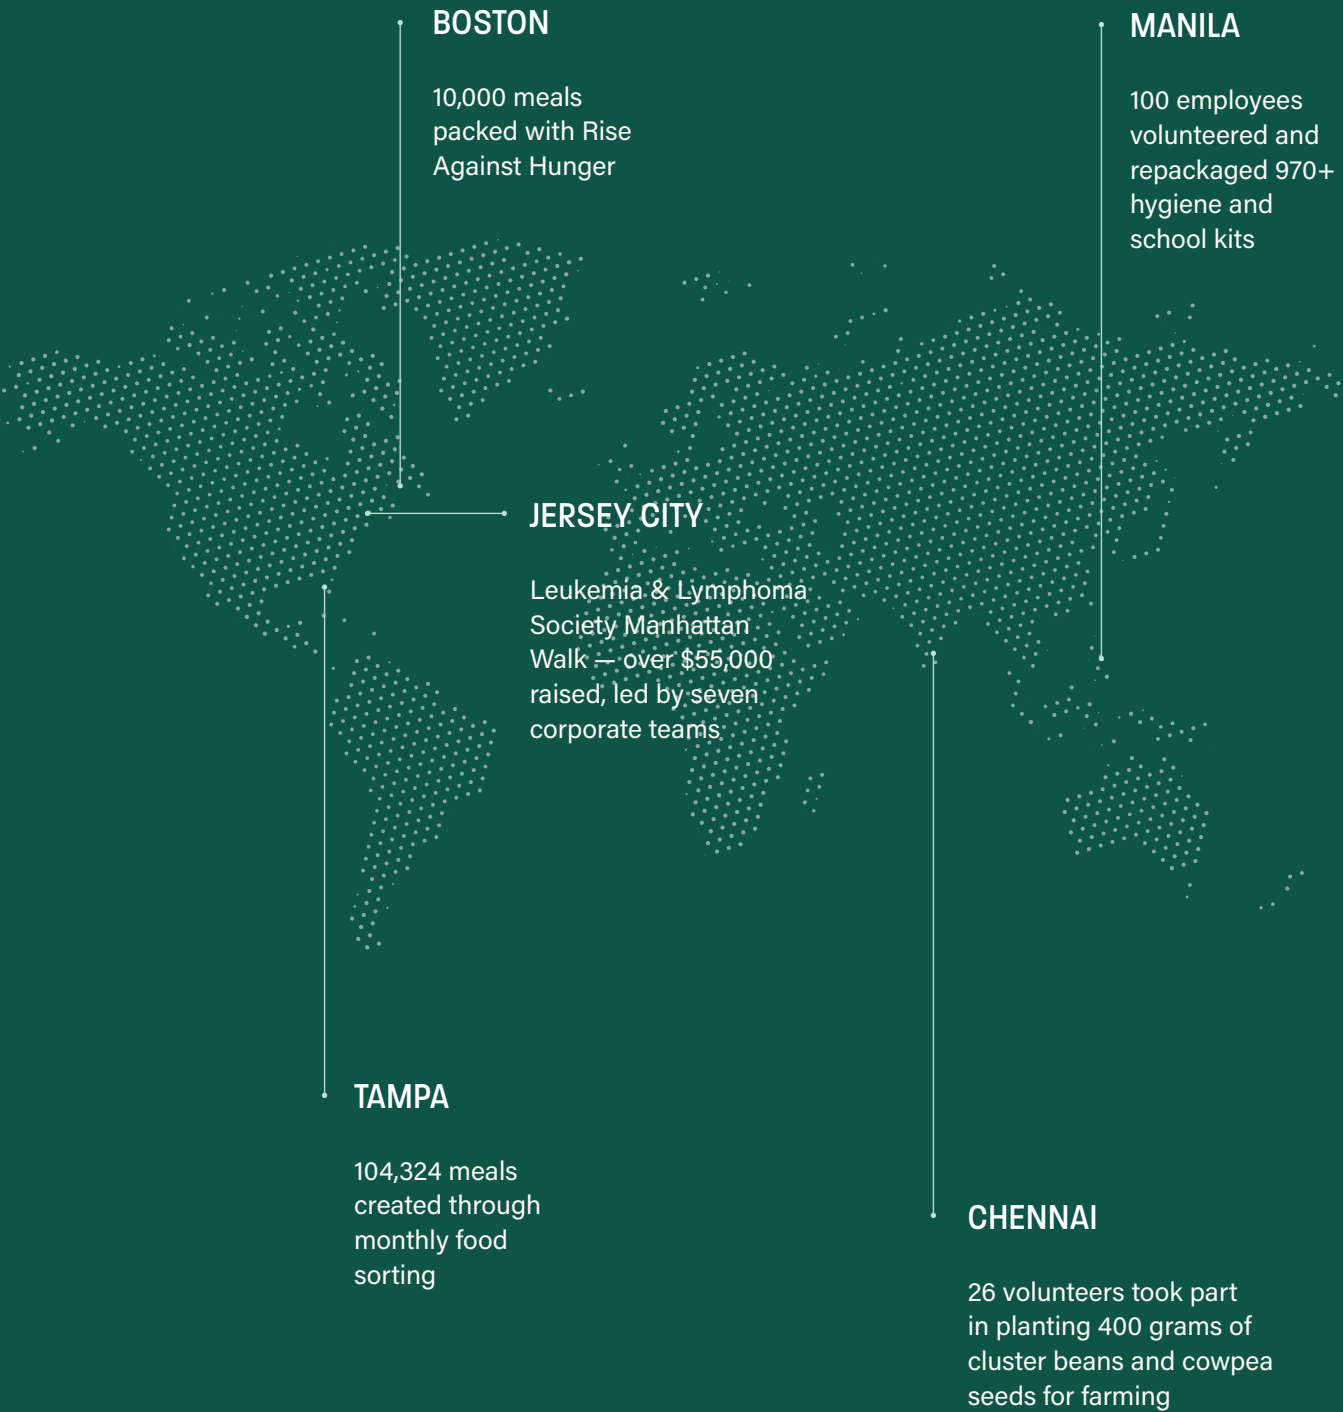 BOSTON
10,000 meals
packed with Rise
Against Hunger
MANILA
100 employees
volunteered and
repackaged 970+
hygiene and
school kits
JERSEY CITY
Leukemia & Lymphoma
Society Manhattan
Walk — over $55,000
raised, led by seven
corporate teams
TAMPA
104,324 meals
created through
monthly food
sorting
CHENNAI
26 volunteers took part
in planting 400 grams of
cluster beans and cowpea
seeds for farming